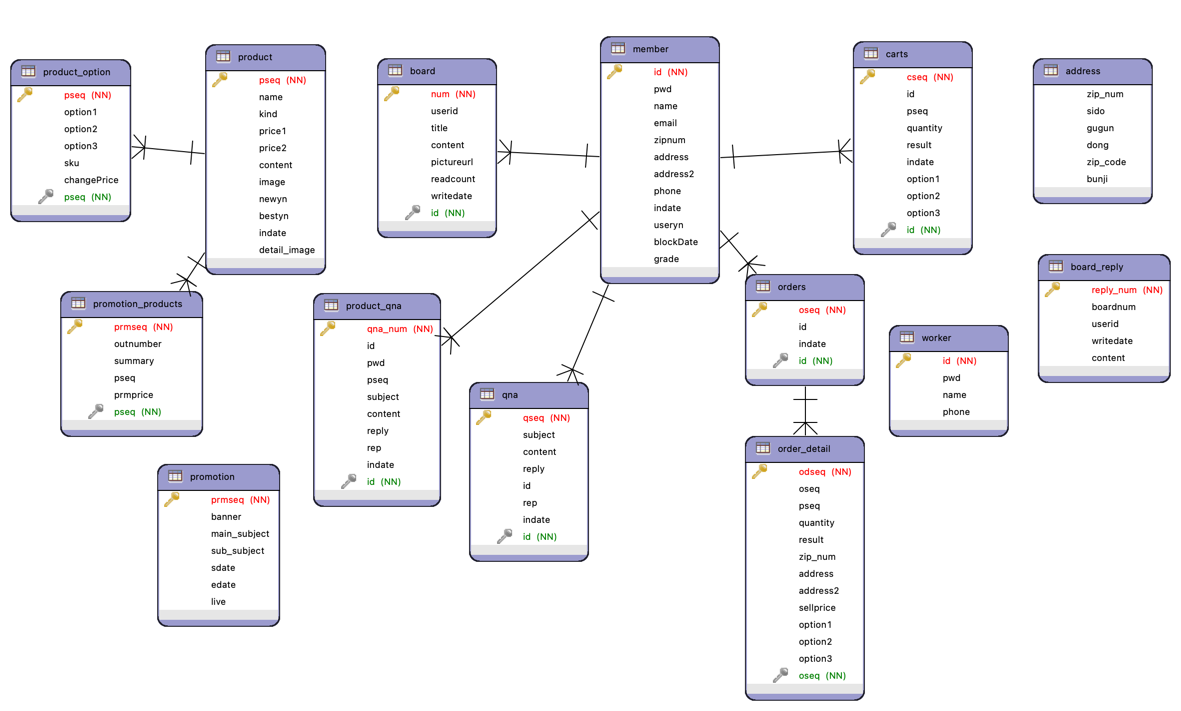 product_option
pseq (NN)
option1
option2
option3
sku
changePrice
pseq (NN)
product
pseq (NN)
name
kind
price1
price2
content
image
newyn
bestyn
indate
detail_image
board
num (NN)
userid
title
content
pictureurl
readcount
writedate
id (NN)
member
id (NN)
pwd
name
email
zipnum
address
address2
phone
indate
useryn
blockDate
grade
carts
cseq (NN)
id
pseq
quantity
result
indate
option1
option2
option3
id (NN)
address
zip_num
sido
gugun
dong
zip_code
bunji
promotion_products
prmseq (NN)
outnumber
summary
pseq
prmprice
pseq (NN)
product_qna
qna_num (NN)
id
pwd
pseq
subject
content
reply
rep
indate
id (NN)
qna
qseq (NN)
subject
content
reply
id
rep
indate
id (NN)
orders
oseq (NN)
id
indate
id (NN)
worker
id (NN)
pwd
name
phone
board_reply
reply_num (NN)
boardnum
userid
writedate
content
promotion
prmseq (NN)
banner
main_subject
sub_subject
sdate
edate
live
order_detail
odseq (NN)
oseq
pseq
quantity
result
zip_num
address
address2
sellprice
option1
option2
option3
oseq (NN)